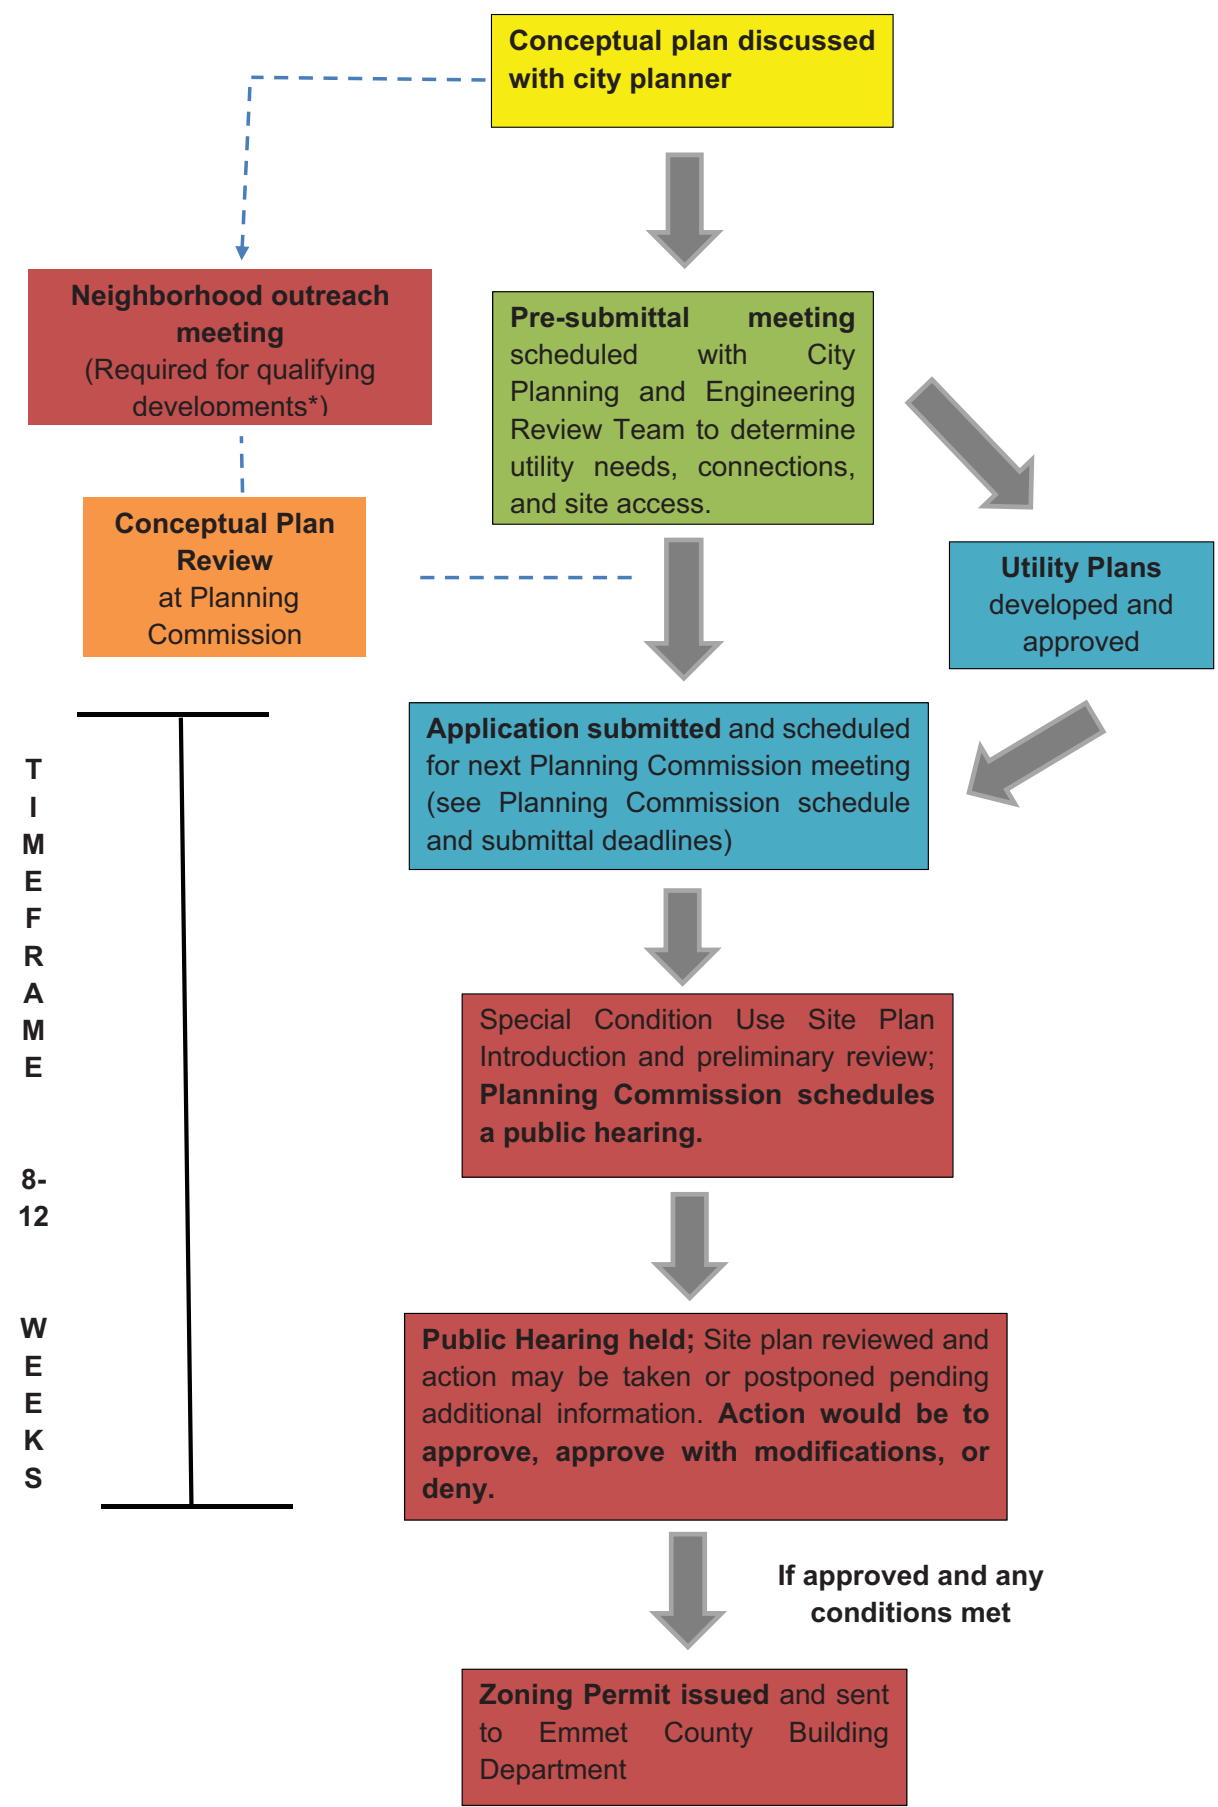 Conceptual plan discussed
with city planner
Neighborhood outreach
meeting
(Required for qualifying
developments*)
Pre-submittal meeting
scheduled with City
Planning and Engineering
Review Team to determine
utility needs, connections,
and site access.
Conceptual Plan
Review
at Planning
Commission
Utility Plans
developed and
approved
Application submitted and scheduled
for next Planning Commission meeting
(see Planning Commission schedule
and submittal deadlines)
T
I
M
E
F
R
A
M
E
8-
12
W
E
E
K
S
Special Condition Use Site Plan
Introduction and preliminary review;
Planning Commission schedules
a public hearing.
Public Hearing held; Site plan reviewed and
action may be taken or postponed pending
additional information. Action would be to
approve, approve with modifications, or
deny.
If approved and any
conditions met
Zoning Permit issued and sent
to Emmet County Building
Department